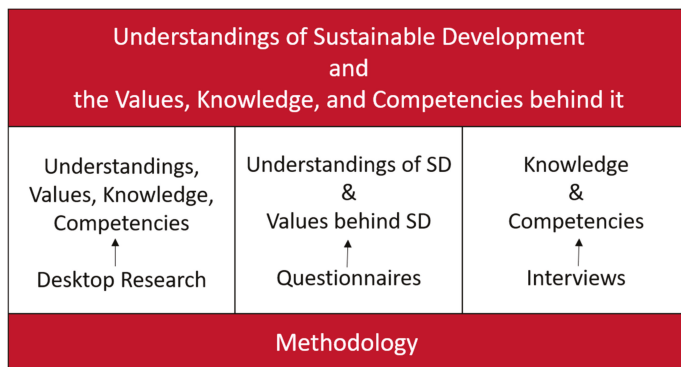 Understandings of Sustainable Development
and
the Values, Knowledge, and Competencies behind it
Understandings,
Values, Knowledge,
Competencies
Desktop Research
Understandings of SD
&
Values behind SD
Questionnaires
Knowledge
&
Competencies
Interviews
Methodology